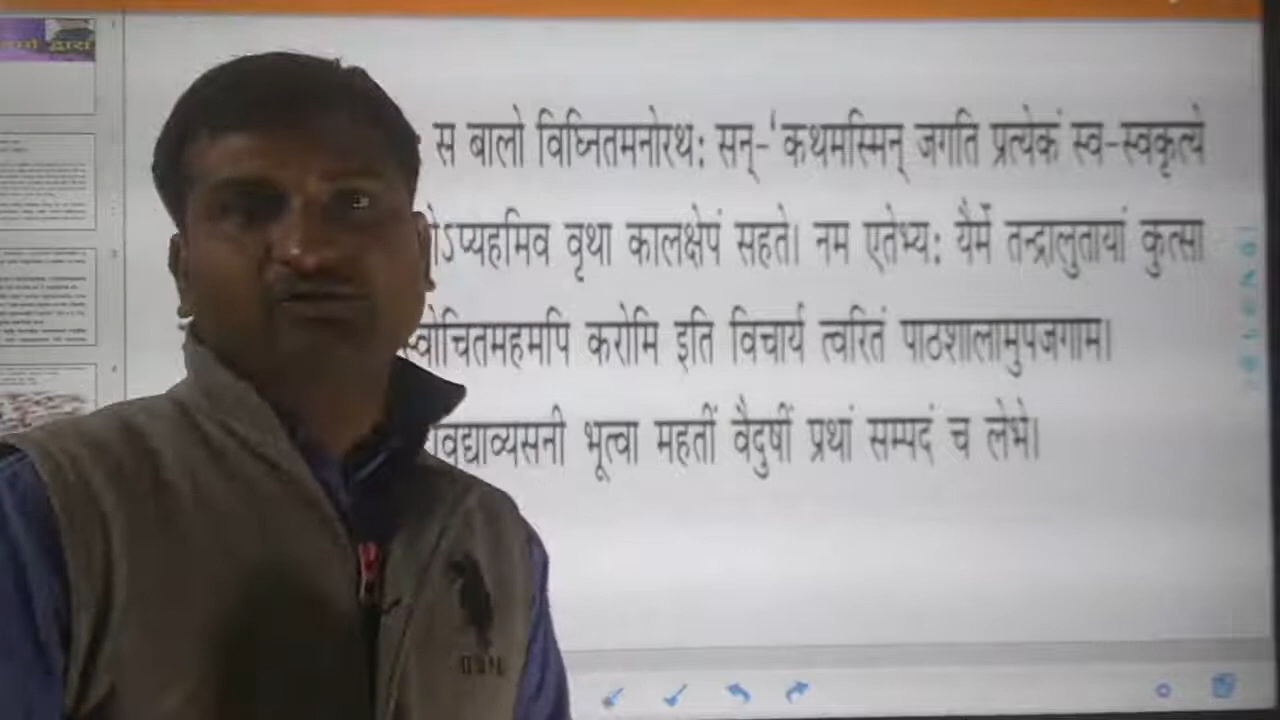 द्वारा
स बालो विघ्नितमनोरथः सन्-'कथमस्मिन् जगति प्रत्येकं स्व-स्वकृत्ये
ऽप्यहमिव वृथा कालक्षेपं सहते। नम एतेभ्यः यैर्मे तन्द्रालुतायां कुत्सा
स्वोचितमहमपि करोमि इति विचार्य त्वरितं पाठशालामुपजगाम।
विद्याव्यसनी भूत्वा महतीं वैदुषीं प्रथां सम्पदं च लेभे।